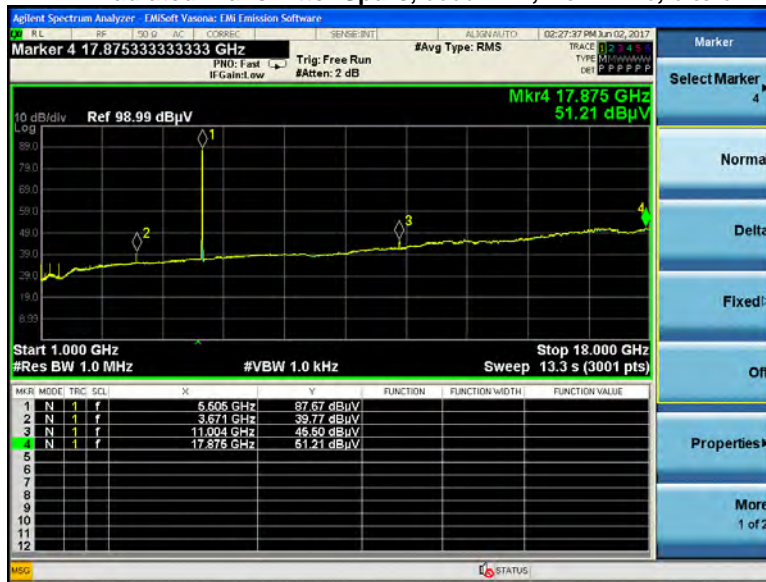 Agilent Spectrum Analyzer - EMiSoft Vasona: EMi Emission Software
RL RF 50 Ω AC CORREC SENSE:INT ALIGN AUTO 02:27:37 PM Jun 02, 2017
Marker 4 17.875333333333 GHz
PNO: Fast
IFGain:Low
Trig: Free Run
#Atten: 2 dB
#Avg Type: RMS
TRACE 1 2 3 4 5 6
TYPE M M W W W W
DET P P P P P P
Mkr4 17.875 GHz
51.21 dBµV
10 dB/div Ref 98.99 dBµV
Log
89.0
79.0
69.0
59.0
49.0
39.0
29.0
19.0
8.99
1
2
3
4
Start 1.000 GHz
Stop 18.000 GHz
#Res BW 1.0 MHz #VBW 1.0 kHz Sweep 13.3 s (3001 pts)
MKR MODE TRC SCL X Y FUNCTION FUNCTION WIDTH FUNCTION VALUE
1 N 1 f 5.505 GHz 87.67 dBµV
2 N 1 f 3.671 GHz 39.77 dBµV
3 N 1 f 11.004 GHz 45.50 dBµV
4 N 1 f 17.875 GHz 51.21 dBµV
5
6
7
8
9
10
11
12
MSG STATUS
Marker
Select Marker
4
Norma
Delta
Fixed
Of
Properties
More
1 of 2